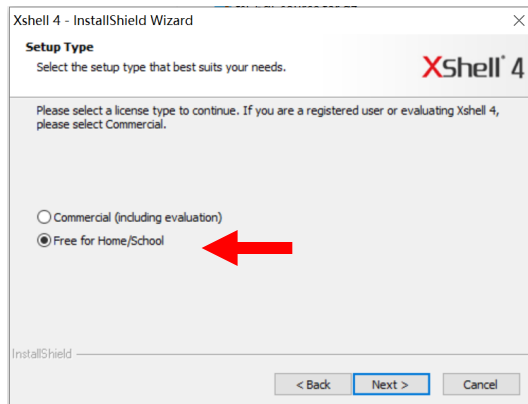 Xshell 4 - InstallShield Wizard
Setup Type
Select the setup type that best suits your needs.
Xshell 4
Please select a license type to continue. If you are a registered user or evaluating Xshell 4,
please select Commercial.
Commercial (including evaluation)
Free for Home/School
InstallShield
< Back
Next >
Cancel